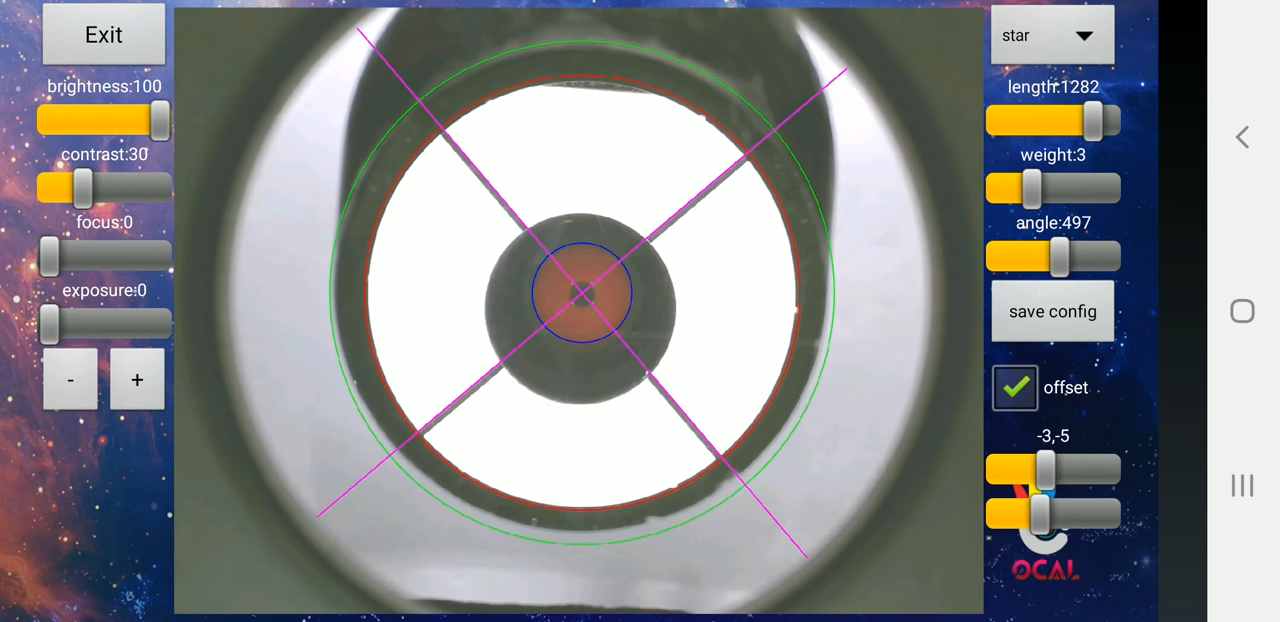 Exit
brightness:100
contrast:30
focus:0
exposure:0
-
+
star
length:1282
weight:3
angle:497
save config
offset
-3,-5
OCAL